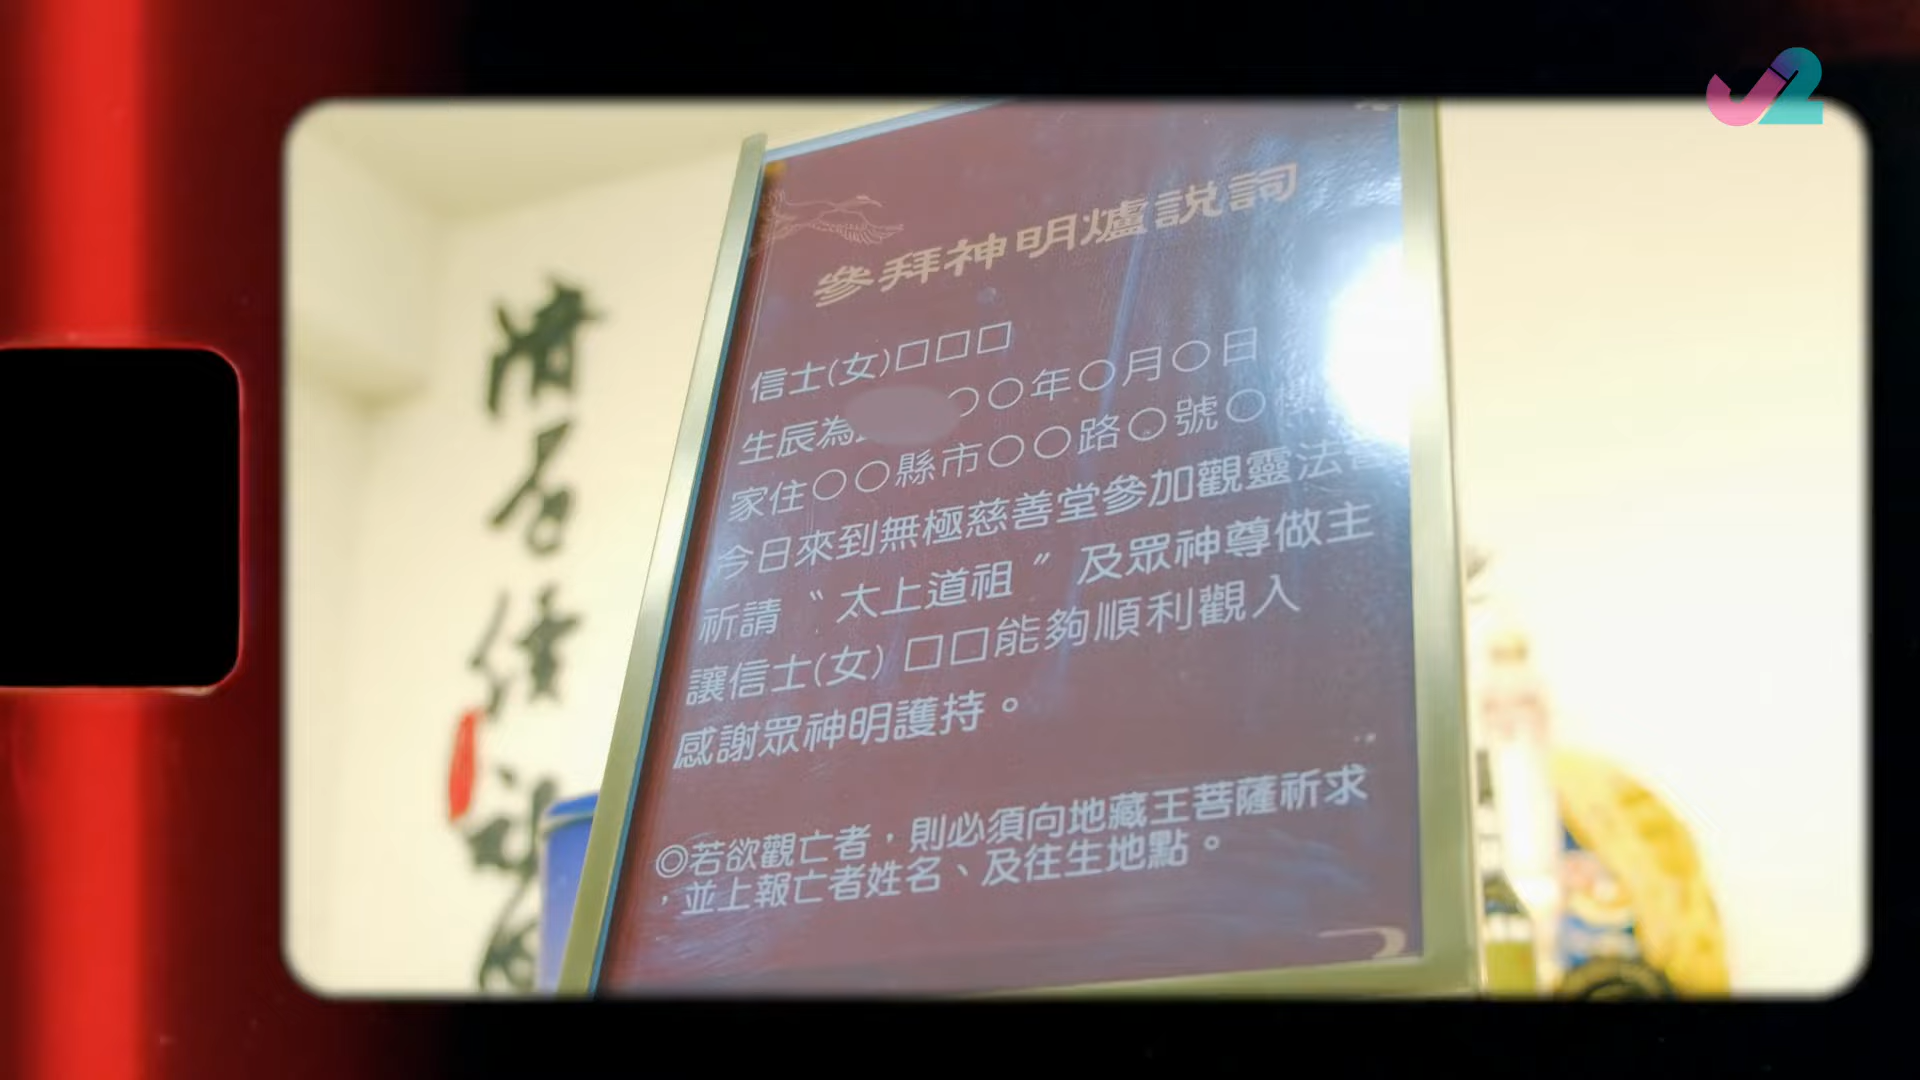 參拜神明爐說詞
信士(女)□□□
生辰為 ○○年○月○日
家住○○縣市○○路○號○
今日來到無極慈善堂參加觀靈法
祈請〝太上道祖〞及眾神尊做主
讓信士(女)□□能夠順利觀入
感謝眾神明護持。
◎若欲觀亡者,則必須向地藏王菩薩祈求
,並上報亡者姓名、及往生地點。
J2